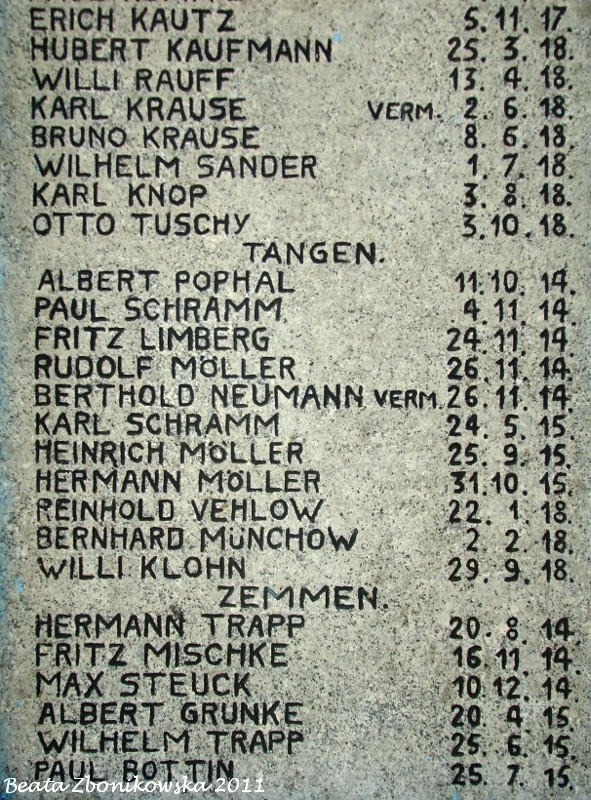 ERICH KAUTZ 5.11.17.
HUBERT KAUFMANN 25. 3. 18.
WILLI RAUFF 13. 4. 18.
KARL KRAUSE VERM. 2. 6. 18.
BRUNO KRAUSE 8. 6. 18.
WILHELM SANDER 1. 7. 18.
KARL KNOP 3. 8. 18.
OTTO TUSCHY 3.10.18.
TANGEN.
ALBERT POPHAL 11.10.14.
PAUL SCHRAMM 4.11.14.
FRITZ LIMBERG 24.11.14.
RUDOLF MÖLLER 26.11.14.
BERTHOLD NEUMANN VERM. 26.11.14.
KARL SCHRAMM 24. 5. 15.
HEINRICH MÖLLER 25. 9. 15.
HERMANN MÖLLER 31.10.15.
REINHOLD VEHLOW 22. 1. 18.
BERNHARD MÜNCHOW 2. 2. 18.
WILLI KLOHN 29. 9. 18.
ZEMMEN.
HERMANN TRAPP 20. 8. 14.
FRITZ MISCHKE 16.11.14.
MAX STEUCK 10.12.14.
ALBERT GRUNKE 20. 4. 15.
WILHELM TRAPP 25. 6. 15.
PAUL BOTTIN 25. 7. 15.
Beata Zbonikowska 2011